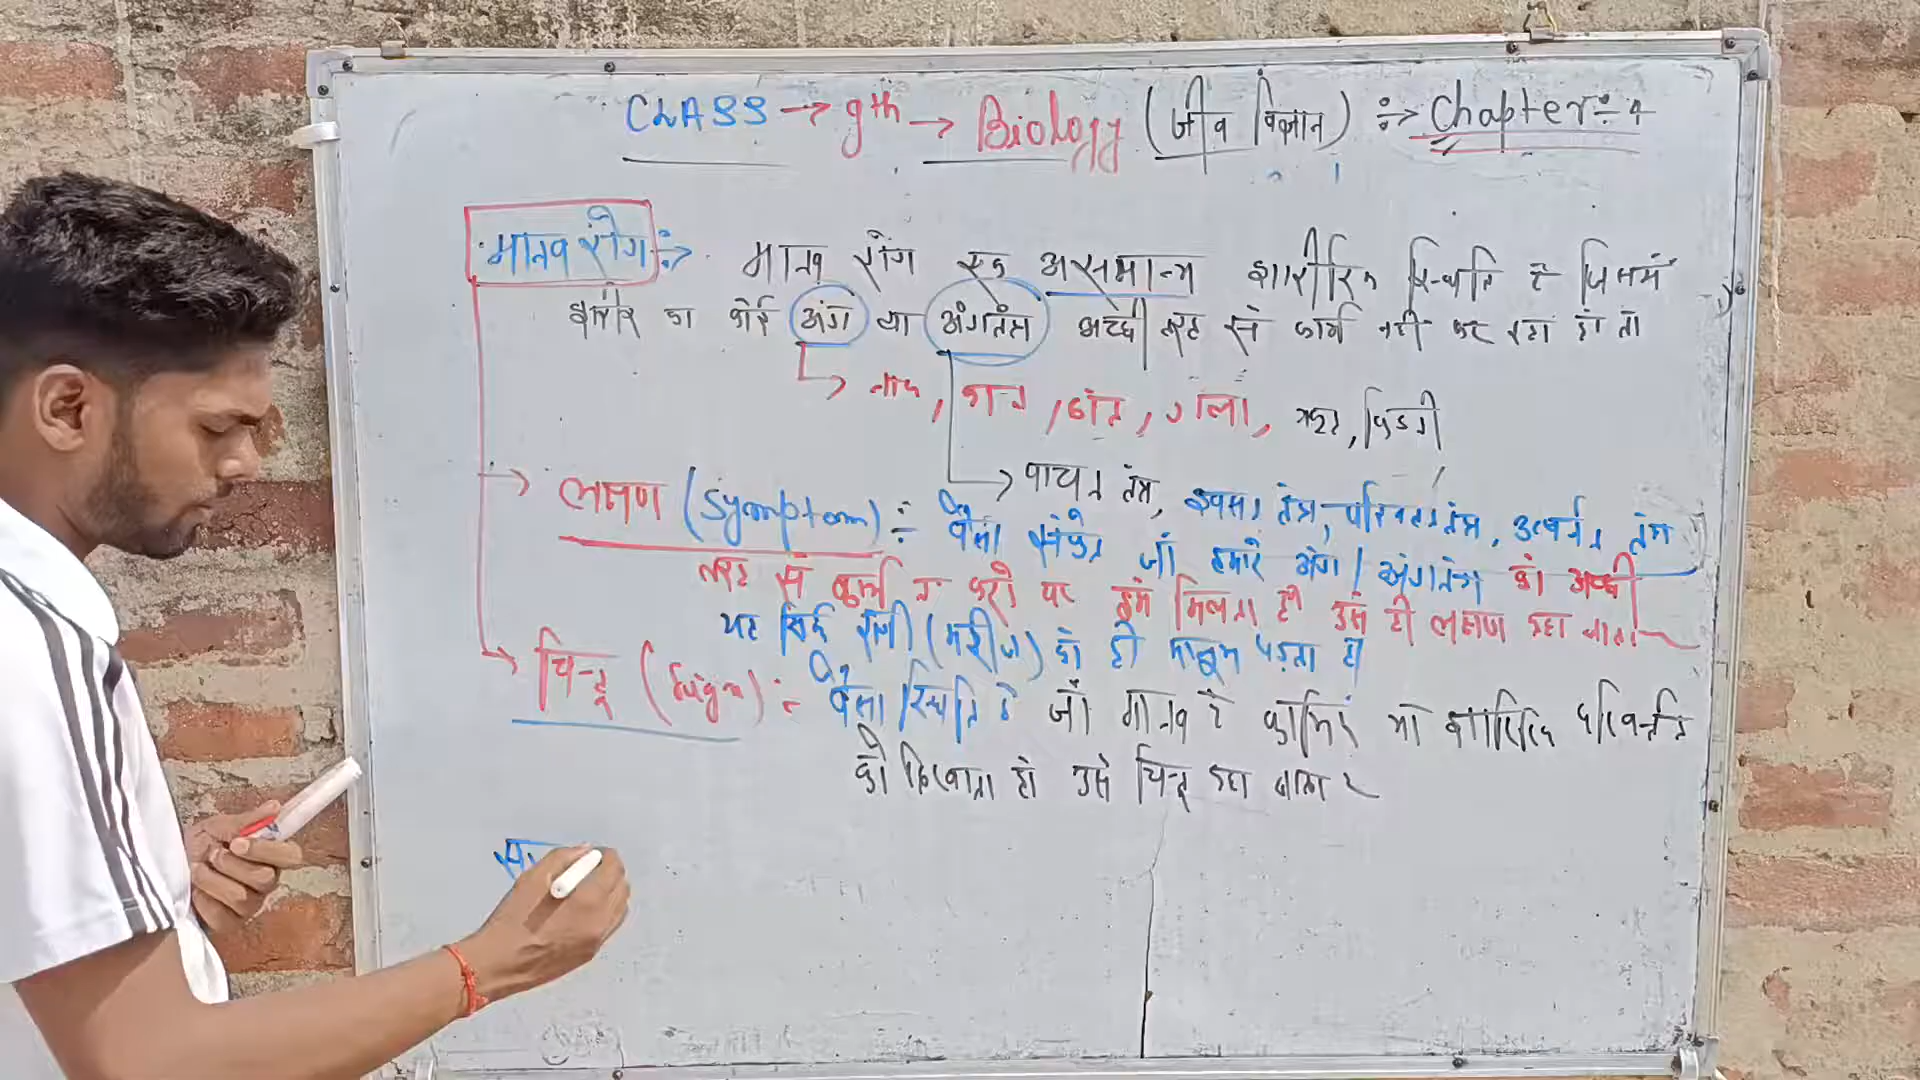 CLASS → 9th → Biology (जीव विज्ञान) ÷> Chapter ÷ 4
मानव रोग ÷> मानव रोग एक असमान्य शारीरिक स्थिति है जिसमें
शरीर का कोई अंग या अंगतंत्र अच्छी तरह से कार्य नही कर रहा हो तो
→ नाक, कान, दांत, गला, किडनी
→ पाचन तंत्र, श्वसन तंत्र, परिवहन तंत्र, उत्सर्जन तंत्र
→ लक्षण (Symptom) ÷ वैसा संकेत जो हमारे अंग / अंगतंत्र को अच्छी
तरह से कार्य न करने पर हमें मिलता हो उसे ही लक्षण कहा जाता
यह सिर्फ रोगी (मरीज) को ही मालूम पड़ता है
→ चिन्ह (Sign) ÷ वैसा स्थिति है जो मानव के या शारीरिक परिवर्तन
को दिखाता हो उसे चिन्ह कहा जाता